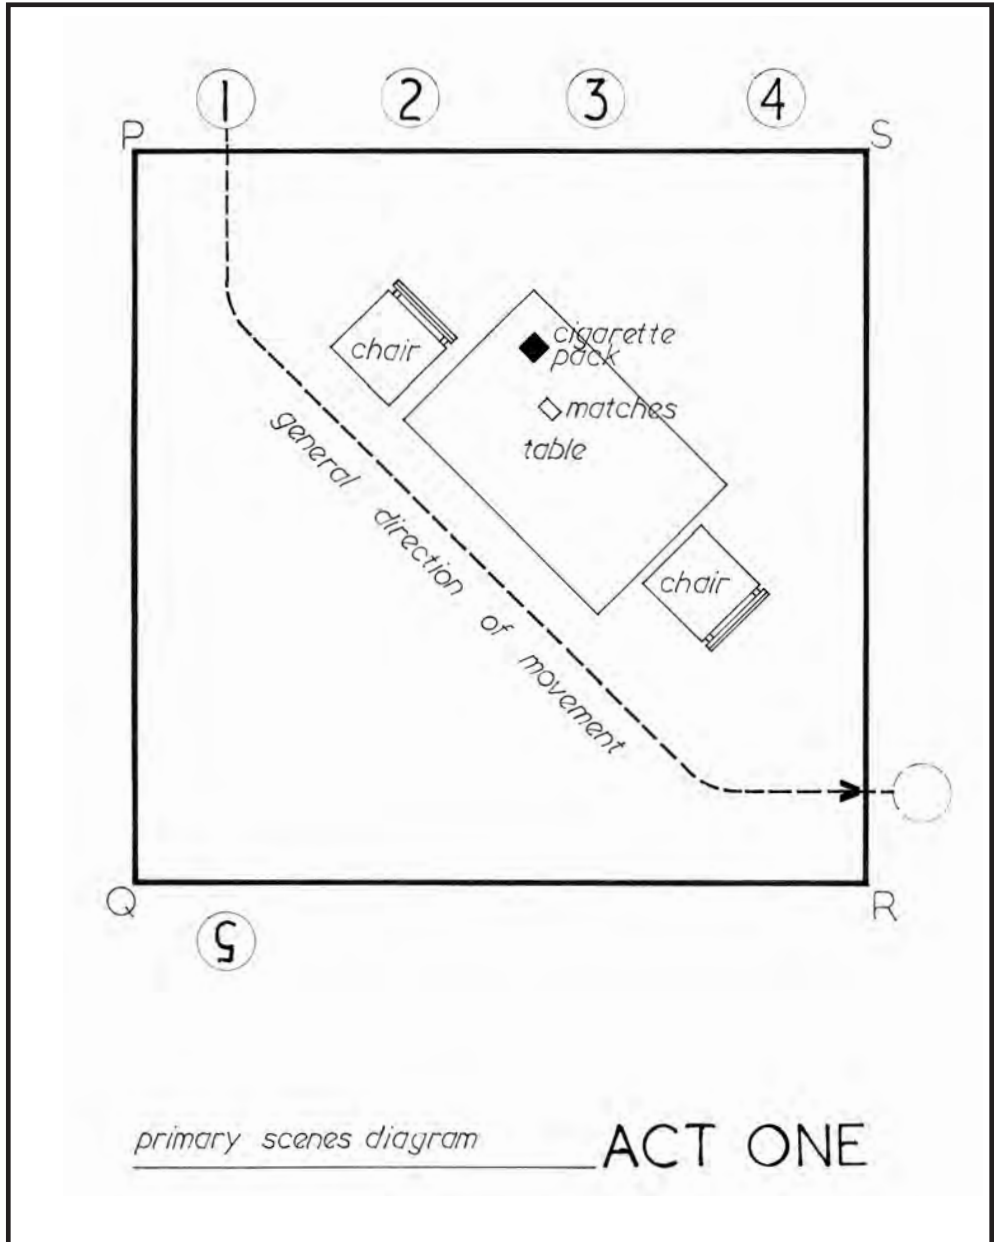 1 2 3 4
P S
cigarette
pack
chair
matches
table
general direction of movement
chair
Q R
5
primary scenes diagram ACT ONE